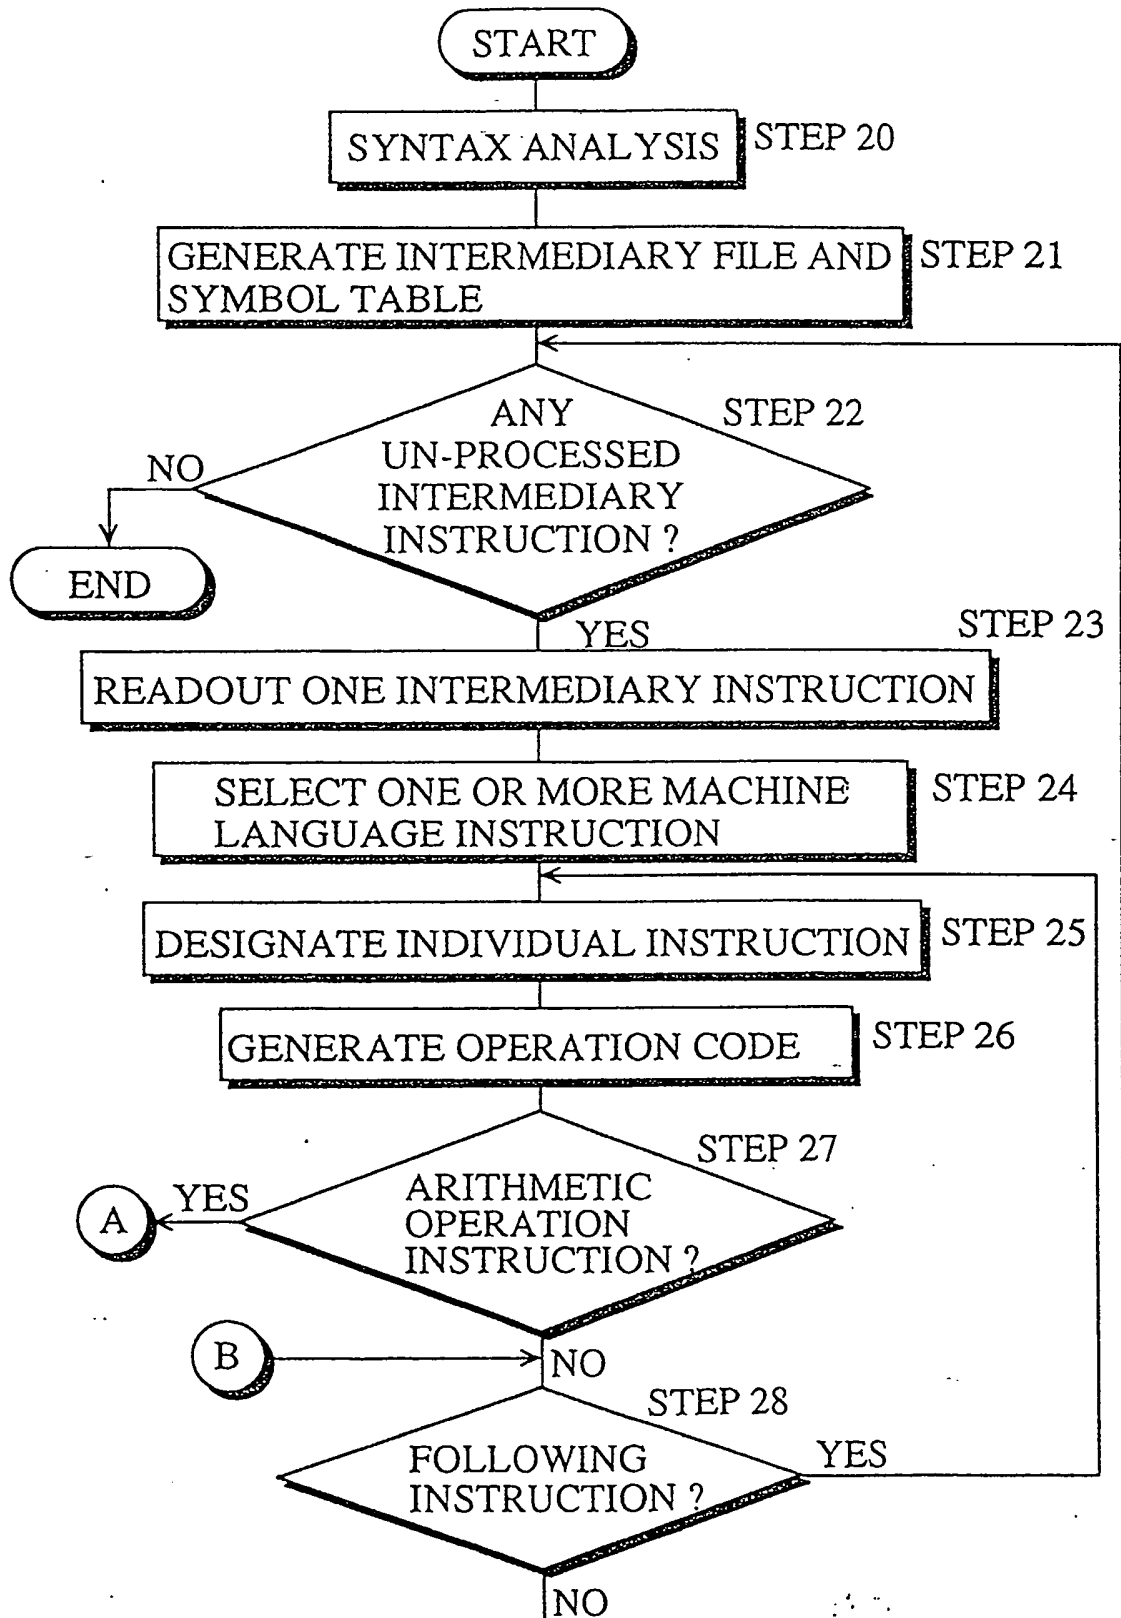 START
SYNTAX ANALYSIS
STEP 20
GENERATE INTERMEDIARY FILE AND
SYMBOL TABLE
STEP 21
ANY
UN-PROCESSED
INTERMEDIARY
INSTRUCTION ?
STEP 22
NO
END
YES
STEP 23
READOUT ONE INTERMEDIARY INSTRUCTION
SELECT ONE OR MORE MACHINE
LANGUAGE INSTRUCTION
STEP 24
DESIGNATE INDIVIDUAL INSTRUCTION
STEP 25
GENERATE OPERATION CODE
STEP 26
STEP 27
ARITHMETIC
OPERATION
INSTRUCTION ?
YES
A
B
NO
STEP 28
FOLLOWING
INSTRUCTION ?
YES
NO